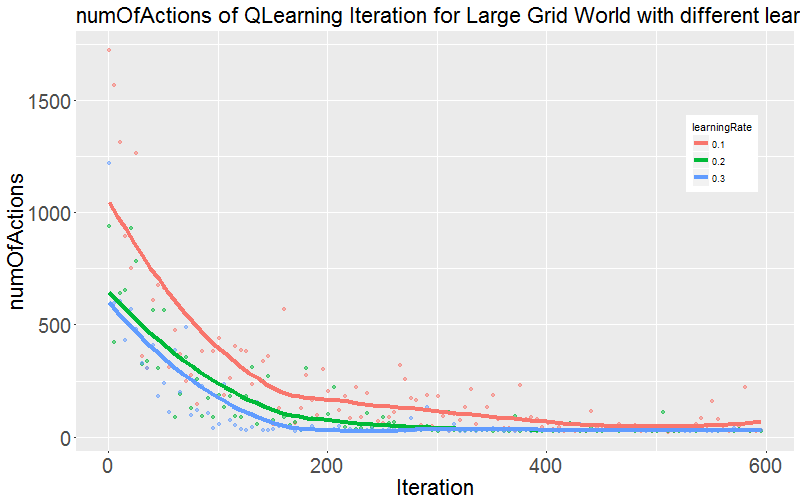 numOfActions of QLearning Iteration for Large Grid World with different lear
1500
1000
500
0
numOfActions
learningRate
0.1
0.2
0.3
0
200
400
600
Iteration